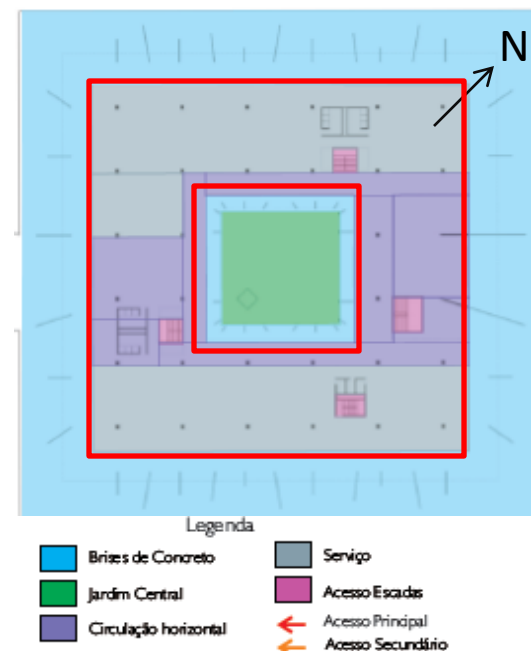 N
Legenda
Brises de Concreto
Serviço
Jardim Central
Acesso Escadas
Circulação horizontal
Acesso Principal
Acesso Secundário